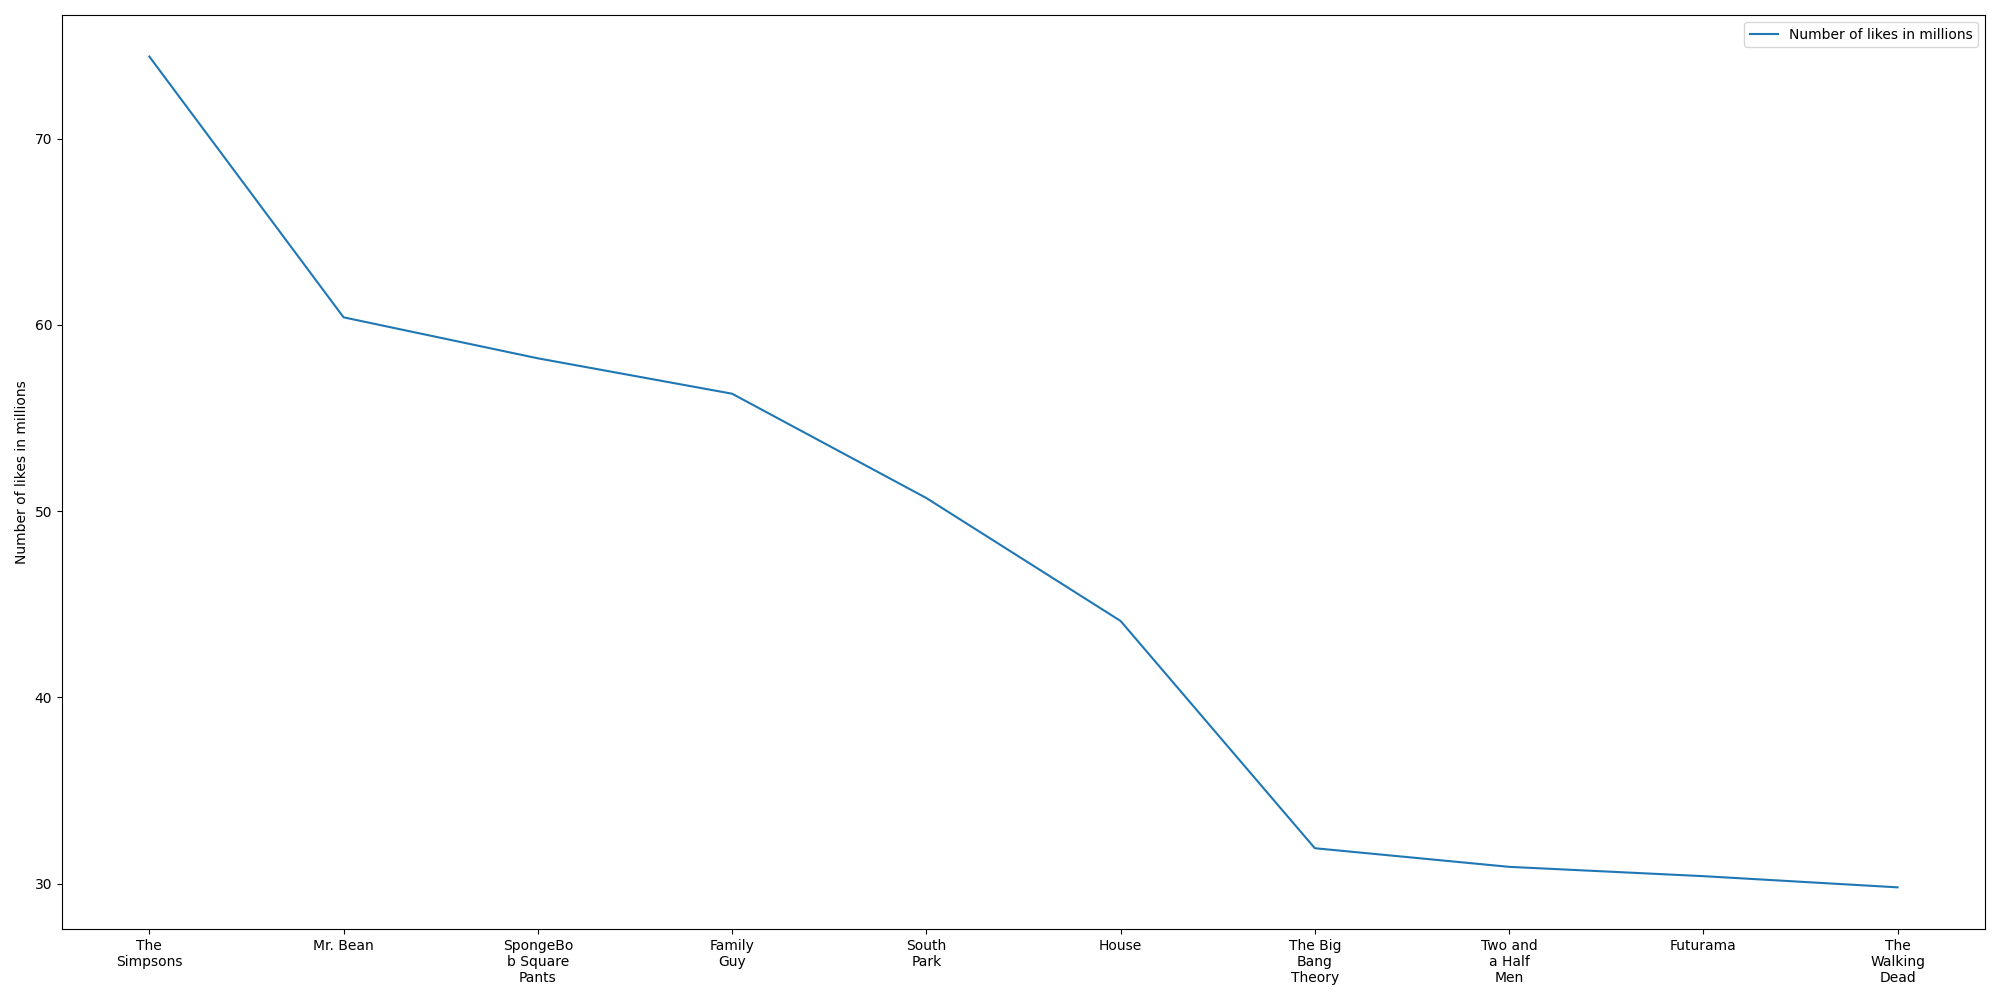 Number of likes in millions
Number of likes in millions
70
60
50
40
30
The
Simpsons
Mr. Bean
SpongeBo
b Square
Pants
Family
Guy
South
Park
House
The Big
Bang
Theory
Two and
a Half
Men
Futurama
The
Walking
Dead